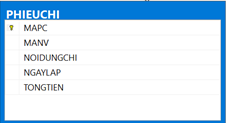 PHIEUCHI
MAPC
MANV
NOIDUNGCHI
NGAYLAP
TONGTIEN